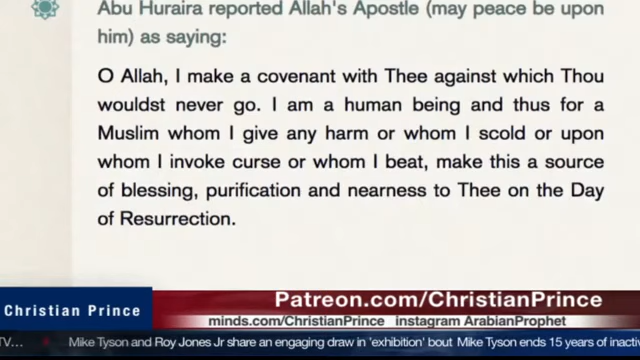 Abu Huraira reported Allah's Apostle (may peace be upon
him) as saying:
O Allah, I make a covenant with Thee against which Thou
wouldst never go. I am a human being and thus for a
Muslim whom I give any harm or whom I scold or upon
whom I invoke curse or whom I beat, make this a source
of blessing, purification and nearness to Thee on the Day
of Resurrection.
Christian Prince
Patreon.com/ChristianPrince
minds.com/ChristianPrince instagram ArabianProphet
TV... Mike Tyson and Roy Jones Jr share an engaging draw in 'exhibition' bout Mike Tyson ends 15 years of inacti